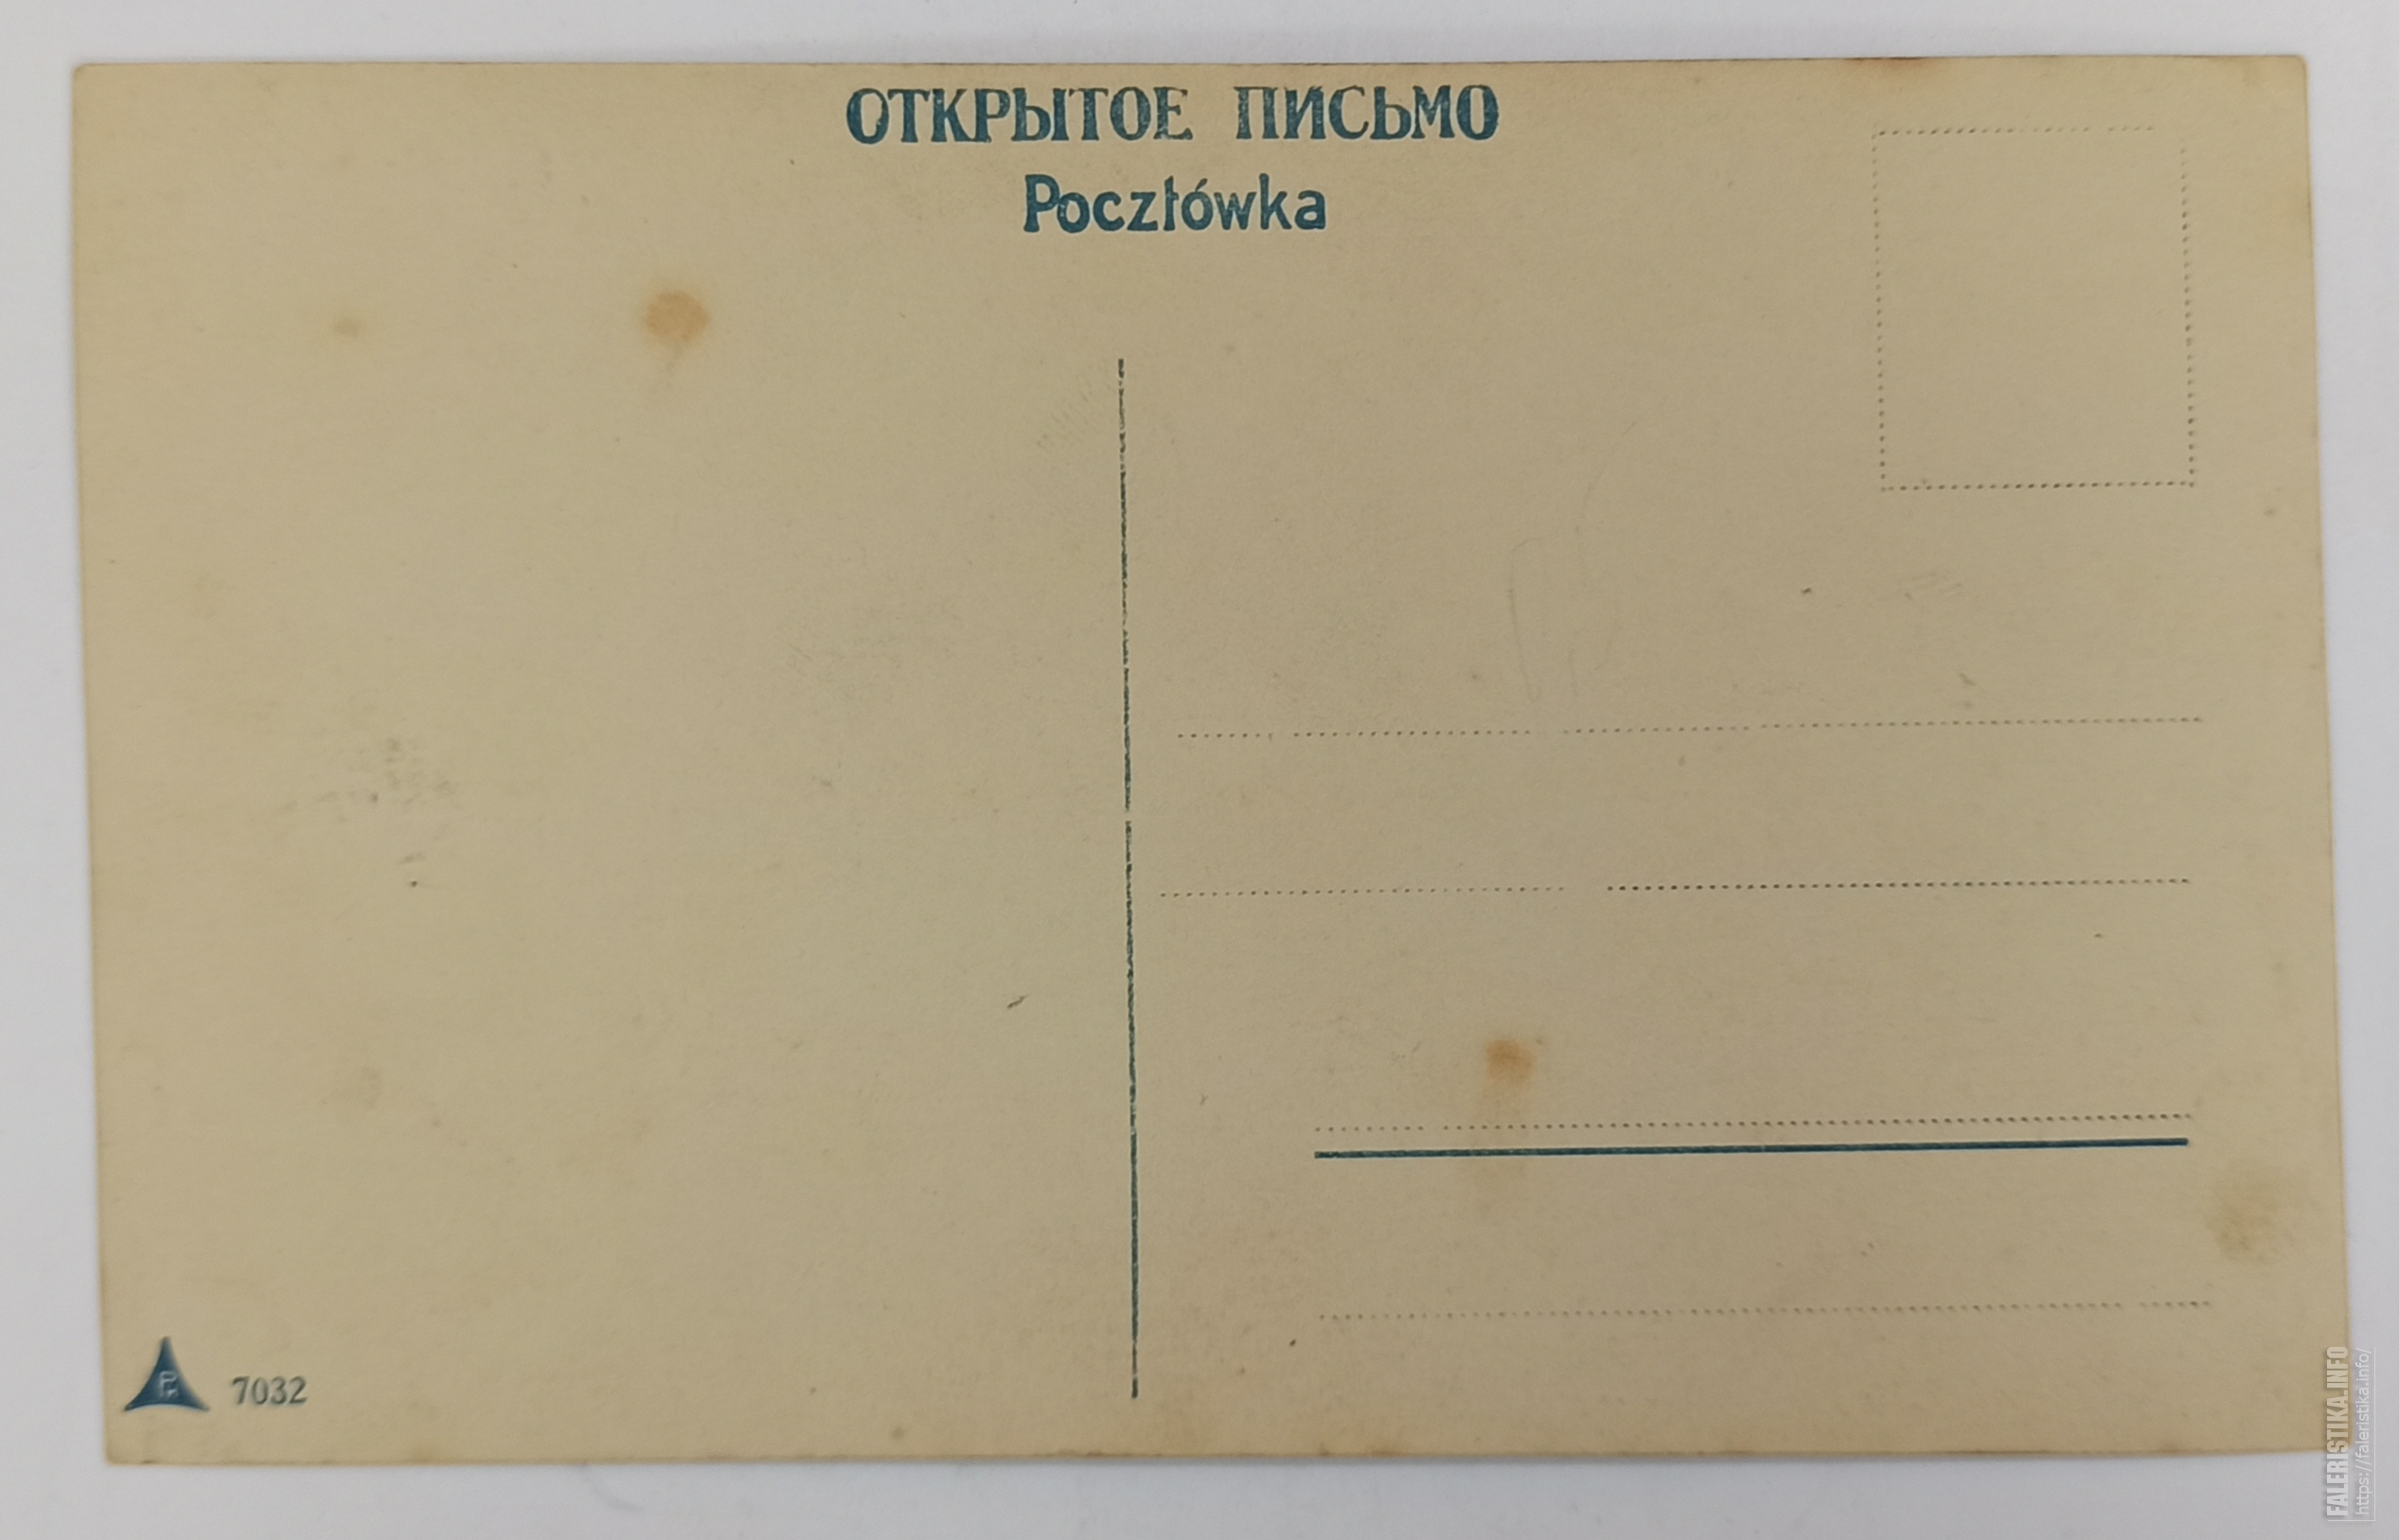 ОТКРЫТОЕ ПИСЬМО
Pocztówka
7032
FALERISTIKA.INFO
https://faleristika.info/